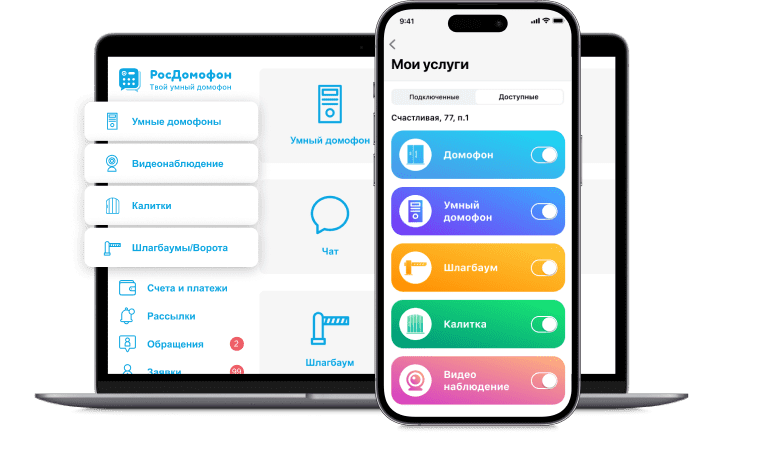 РосДомофон
Твой умный домофон
Умные домофоны
Видеонаблюдение
Калитки
Шлагбаумы/Ворота
Счета и платежи
Рассылки
Обращения
2
Заявки
99
Умный домофон
Чат
Шлагбаум
9:41
Мои услуги
Подключенные
Доступные
Счастливая, 77, п.1
Домофон
Умный
домофон
Шлагбаум
Калитка
Видео
наблюдение